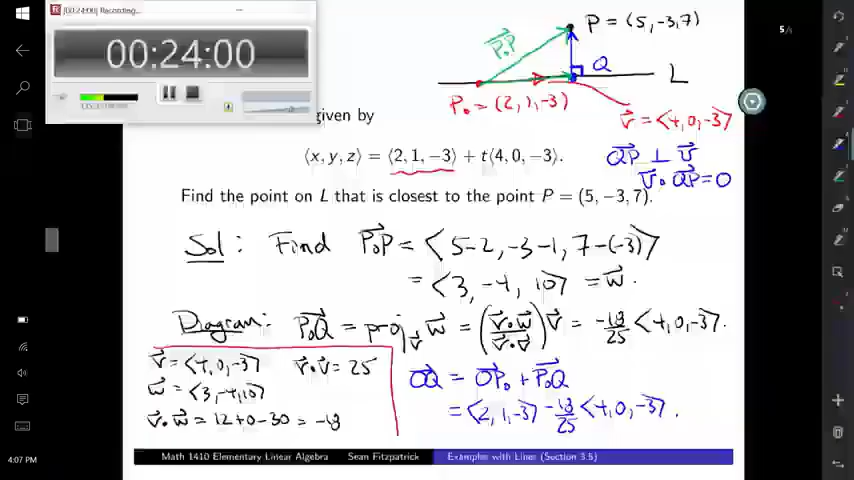 [00:24:00] Recording...
00:24:00
5/
P = (5, -3, 7)
P₀P
Q
L
P₀ = (2, 1, -3)
v = <4, 0, -3>
given by
⟨x, y, z⟩ = ⟨2, 1, −3⟩ + t⟨4, 0, −3⟩.
QP ⊥ v
v • QP = 0
Find the point on L that is closest to the point P = (5, −3, 7).
Sol: Find P₀P = <5-2, -3-1, 7-(-3)>
= <3, -4, 10> = w.
Diagram: P₀Q = proj_v w = (v•w / v•v) v = -18/25 <4, 0, -3>.
v = <4, 0, -3> v•v = 25
w = <3, -4, 10>
v•w = 12+0-30 = -18
OQ = OP₀ + P₀Q
= <2, 1, -3> - 18/25 <4, 0, -3>.
4:07 PM
Math 1410 Elementary Linear Algebra Sean Fitzpatrick Examples with Lines (Section 3.5)